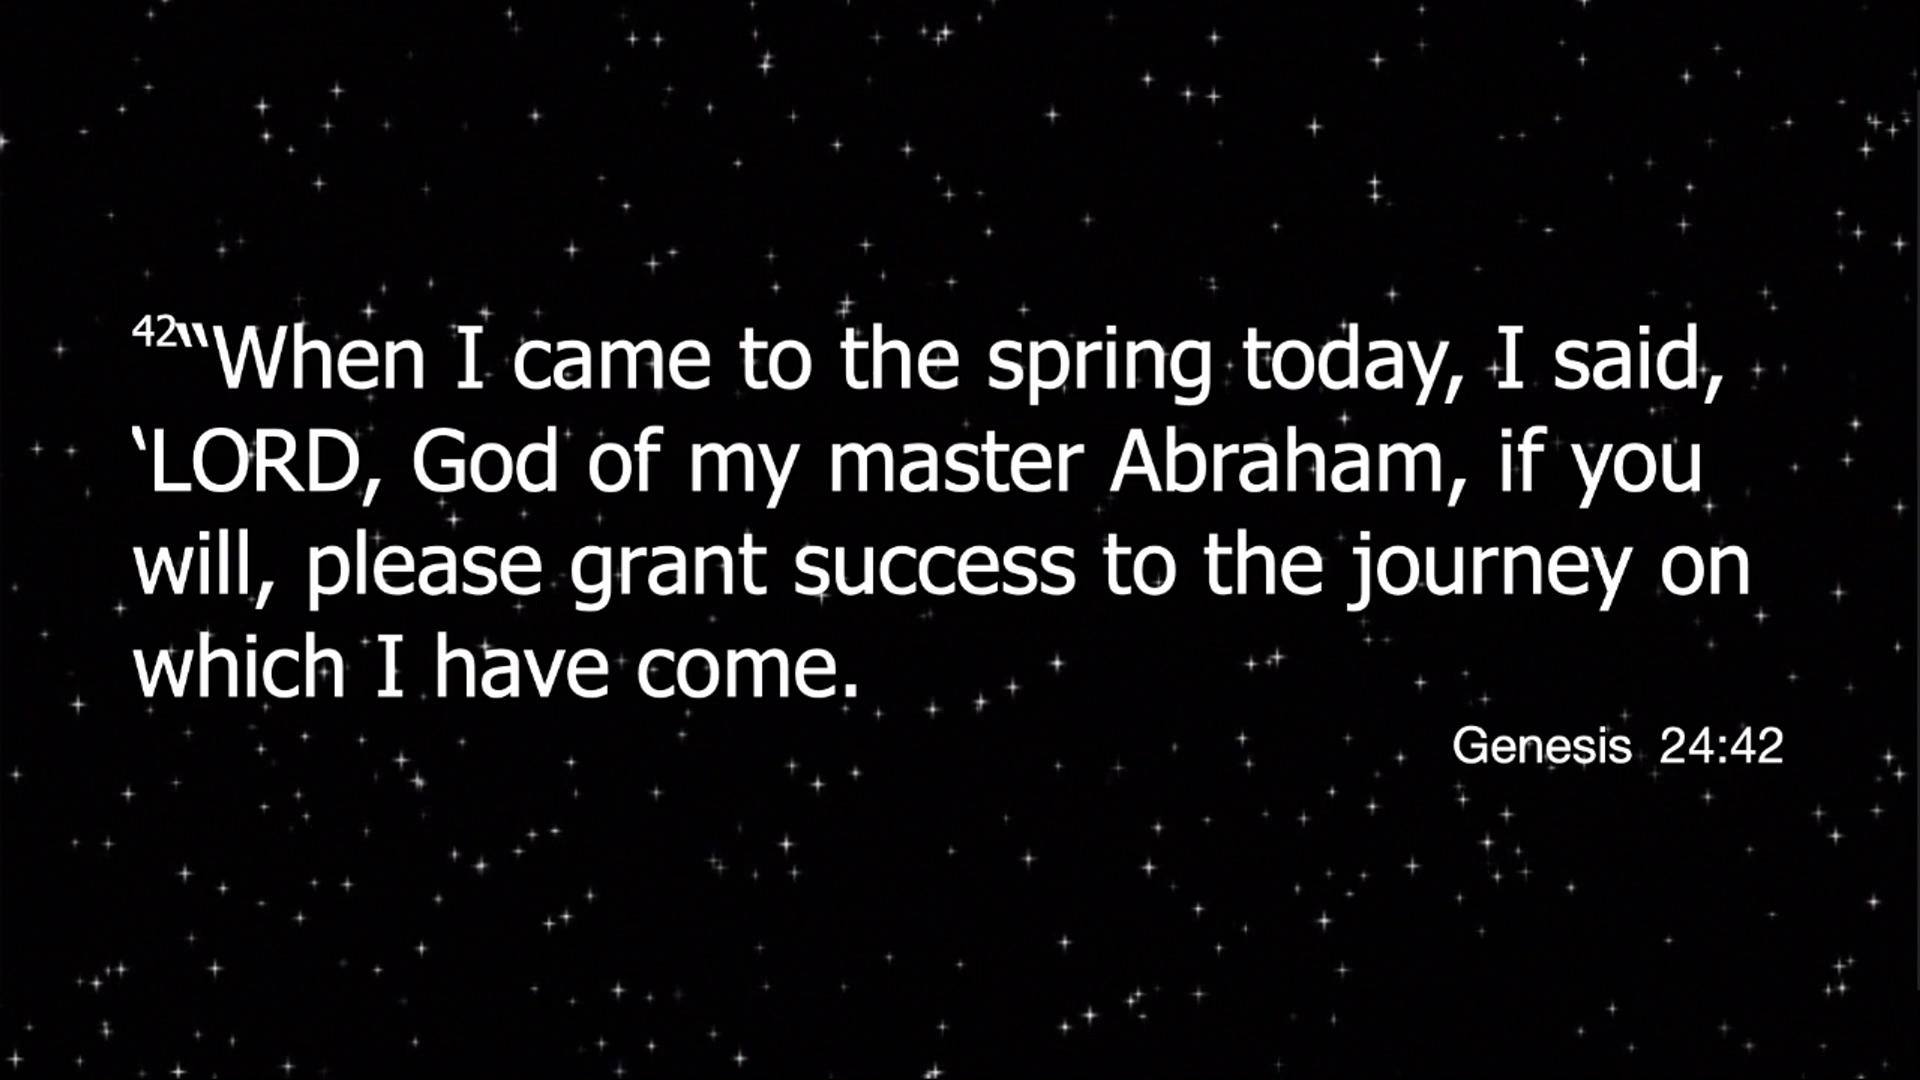 42“When I came to the spring today, I said,
‘LORD, God of my master Abraham, if you
will, please grant success to the journey on
which I have come.
Genesis 24:42